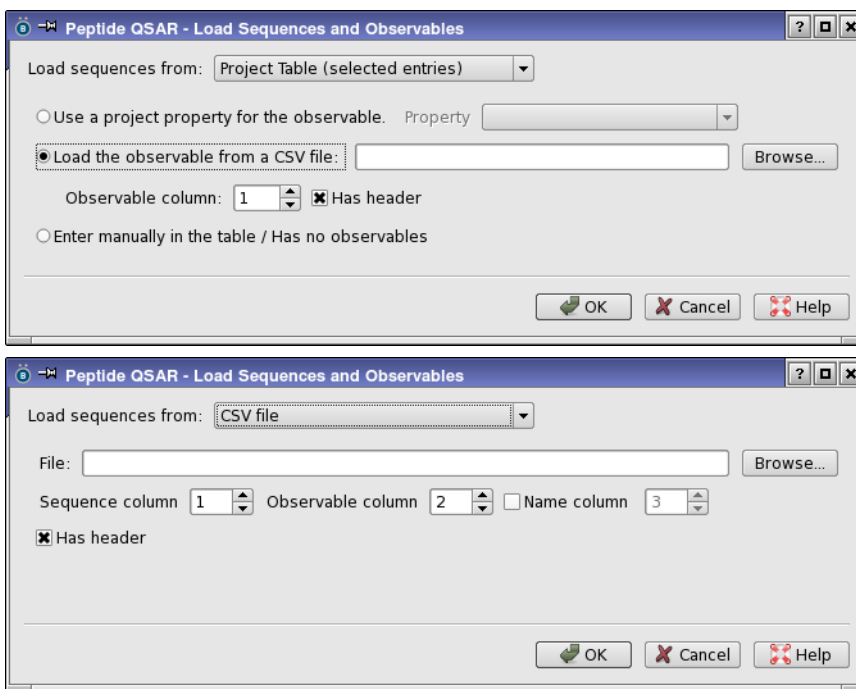 Peptide QSAR - Load Sequences and Observables
Load sequences from: Project Table (selected entries)
Use a project property for the observable. Property
Load the observable from a CSV file: Browse...
Observable column: 1 Has header
Enter manually in the table / Has no observables
OK Cancel Help
Peptide QSAR - Load Sequences and Observables
Load sequences from: CSV file
File: Browse...
Sequence column 1 Observable column 2 Name column 3
Has header
OK Cancel Help